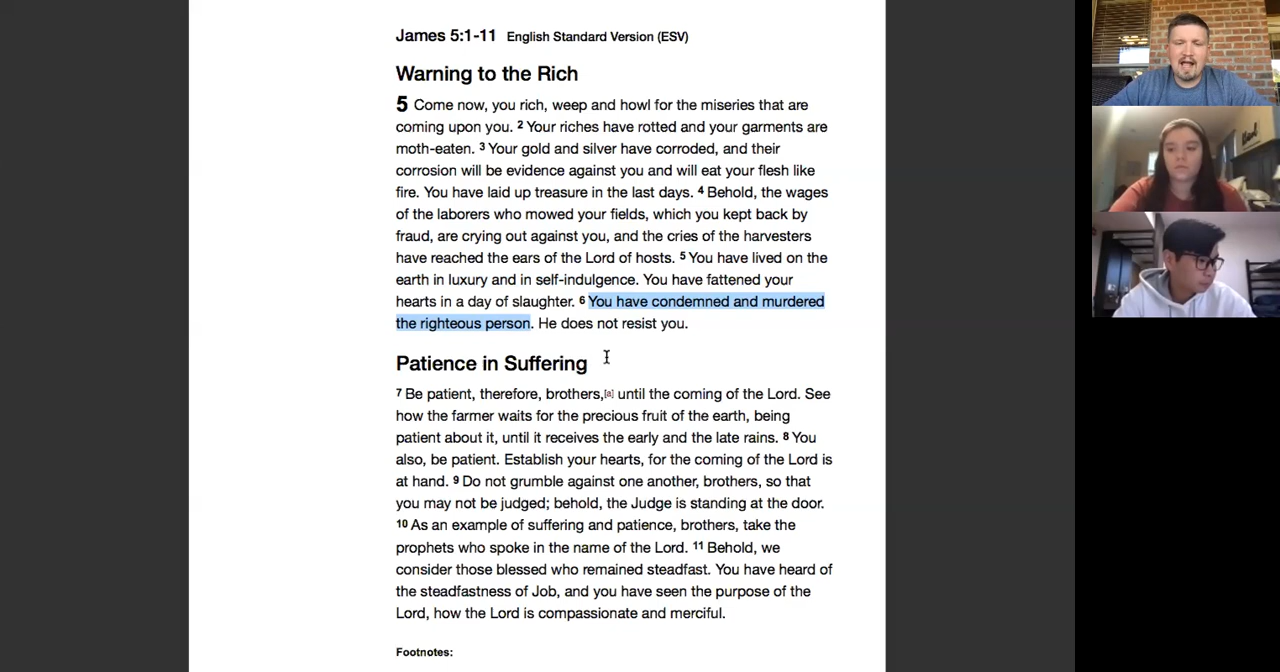 James 5:1-11 English Standard Version (ESV)
Warning to the Rich
5 Come now, you rich, weep and howl for the miseries that are
coming upon you. 2 Your riches have rotted and your garments are
moth-eaten. 3 Your gold and silver have corroded, and their
corrosion will be evidence against you and will eat your flesh like
fire. You have laid up treasure in the last days. 4 Behold, the wages
of the laborers who mowed your fields, which you kept back by
fraud, are crying out against you, and the cries of the harvesters
have reached the ears of the Lord of hosts. 5 You have lived on the
earth in luxury and in self-indulgence. You have fattened your
hearts in a day of slaughter. 6 You have condemned and murdered
the righteous person. He does not resist you.
Patience in Suffering
7 Be patient, therefore, brothers,[a] until the coming of the Lord. See
how the farmer waits for the precious fruit of the earth, being
patient about it, until it receives the early and the late rains. 8 You
also, be patient. Establish your hearts, for the coming of the Lord is
at hand. 9 Do not grumble against one another, brothers, so that
you may not be judged; behold, the Judge is standing at the door.
10 As an example of suffering and patience, brothers, take the
prophets who spoke in the name of the Lord. 11 Behold, we
consider those blessed who remained steadfast. You have heard of
the steadfastness of Job, and you have seen the purpose of the
Lord, how the Lord is compassionate and merciful.
Footnotes: